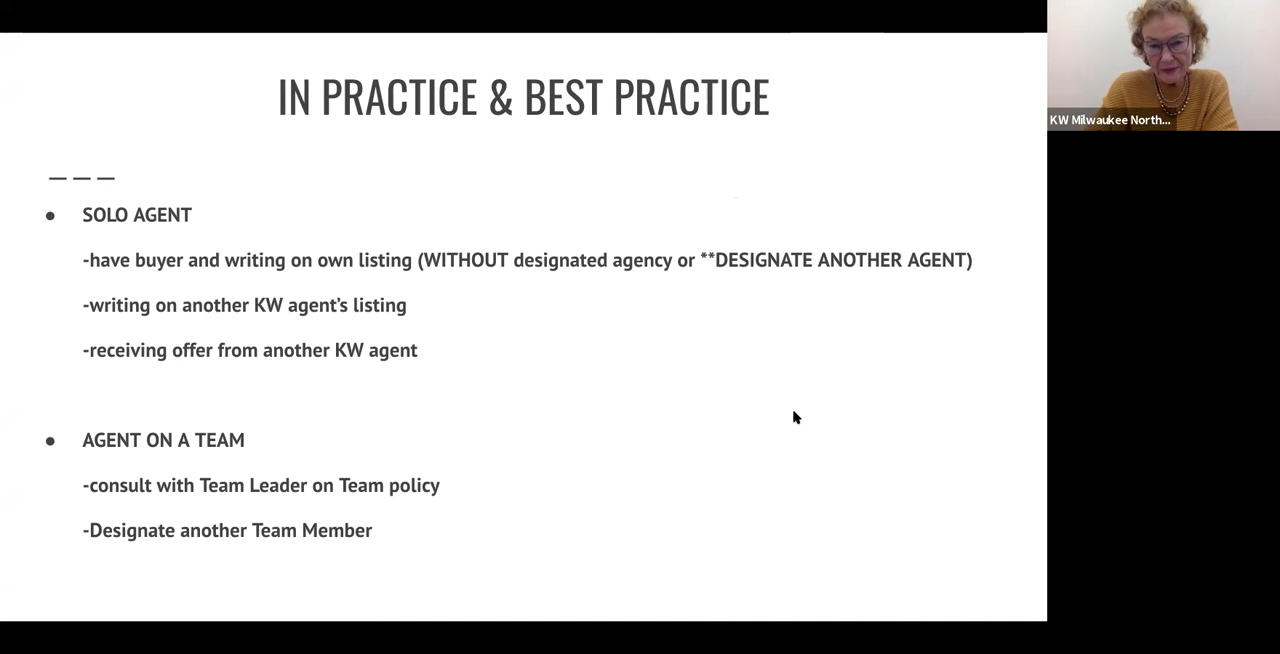 IN PRACTICE & BEST PRACTICE
KW Milwaukee North...
● SOLO AGENT
-have buyer and writing on own listing (WITHOUT designated agency or **DESIGNATE ANOTHER AGENT)
-writing on another KW agent’s listing
-receiving offer from another KW agent
● AGENT ON A TEAM
-consult with Team Leader on Team policy
-Designate another Team Member